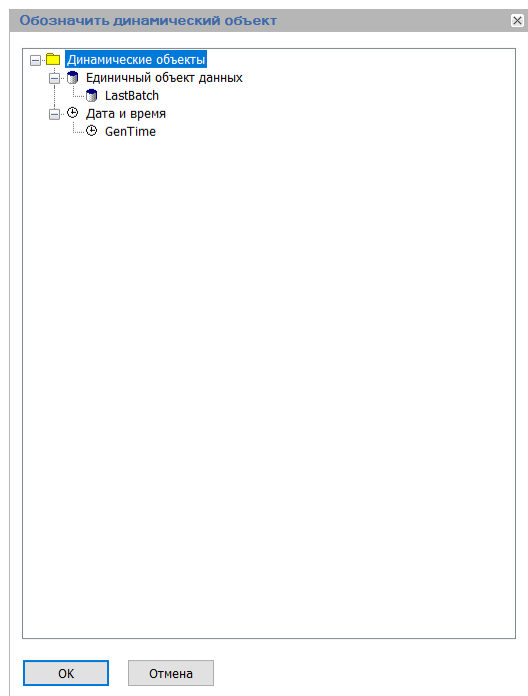 Обозначить динамический объект
Динамические объекты
Единичный объект данных
LastBatch
Дата и время
GenTime
OK
Отмена